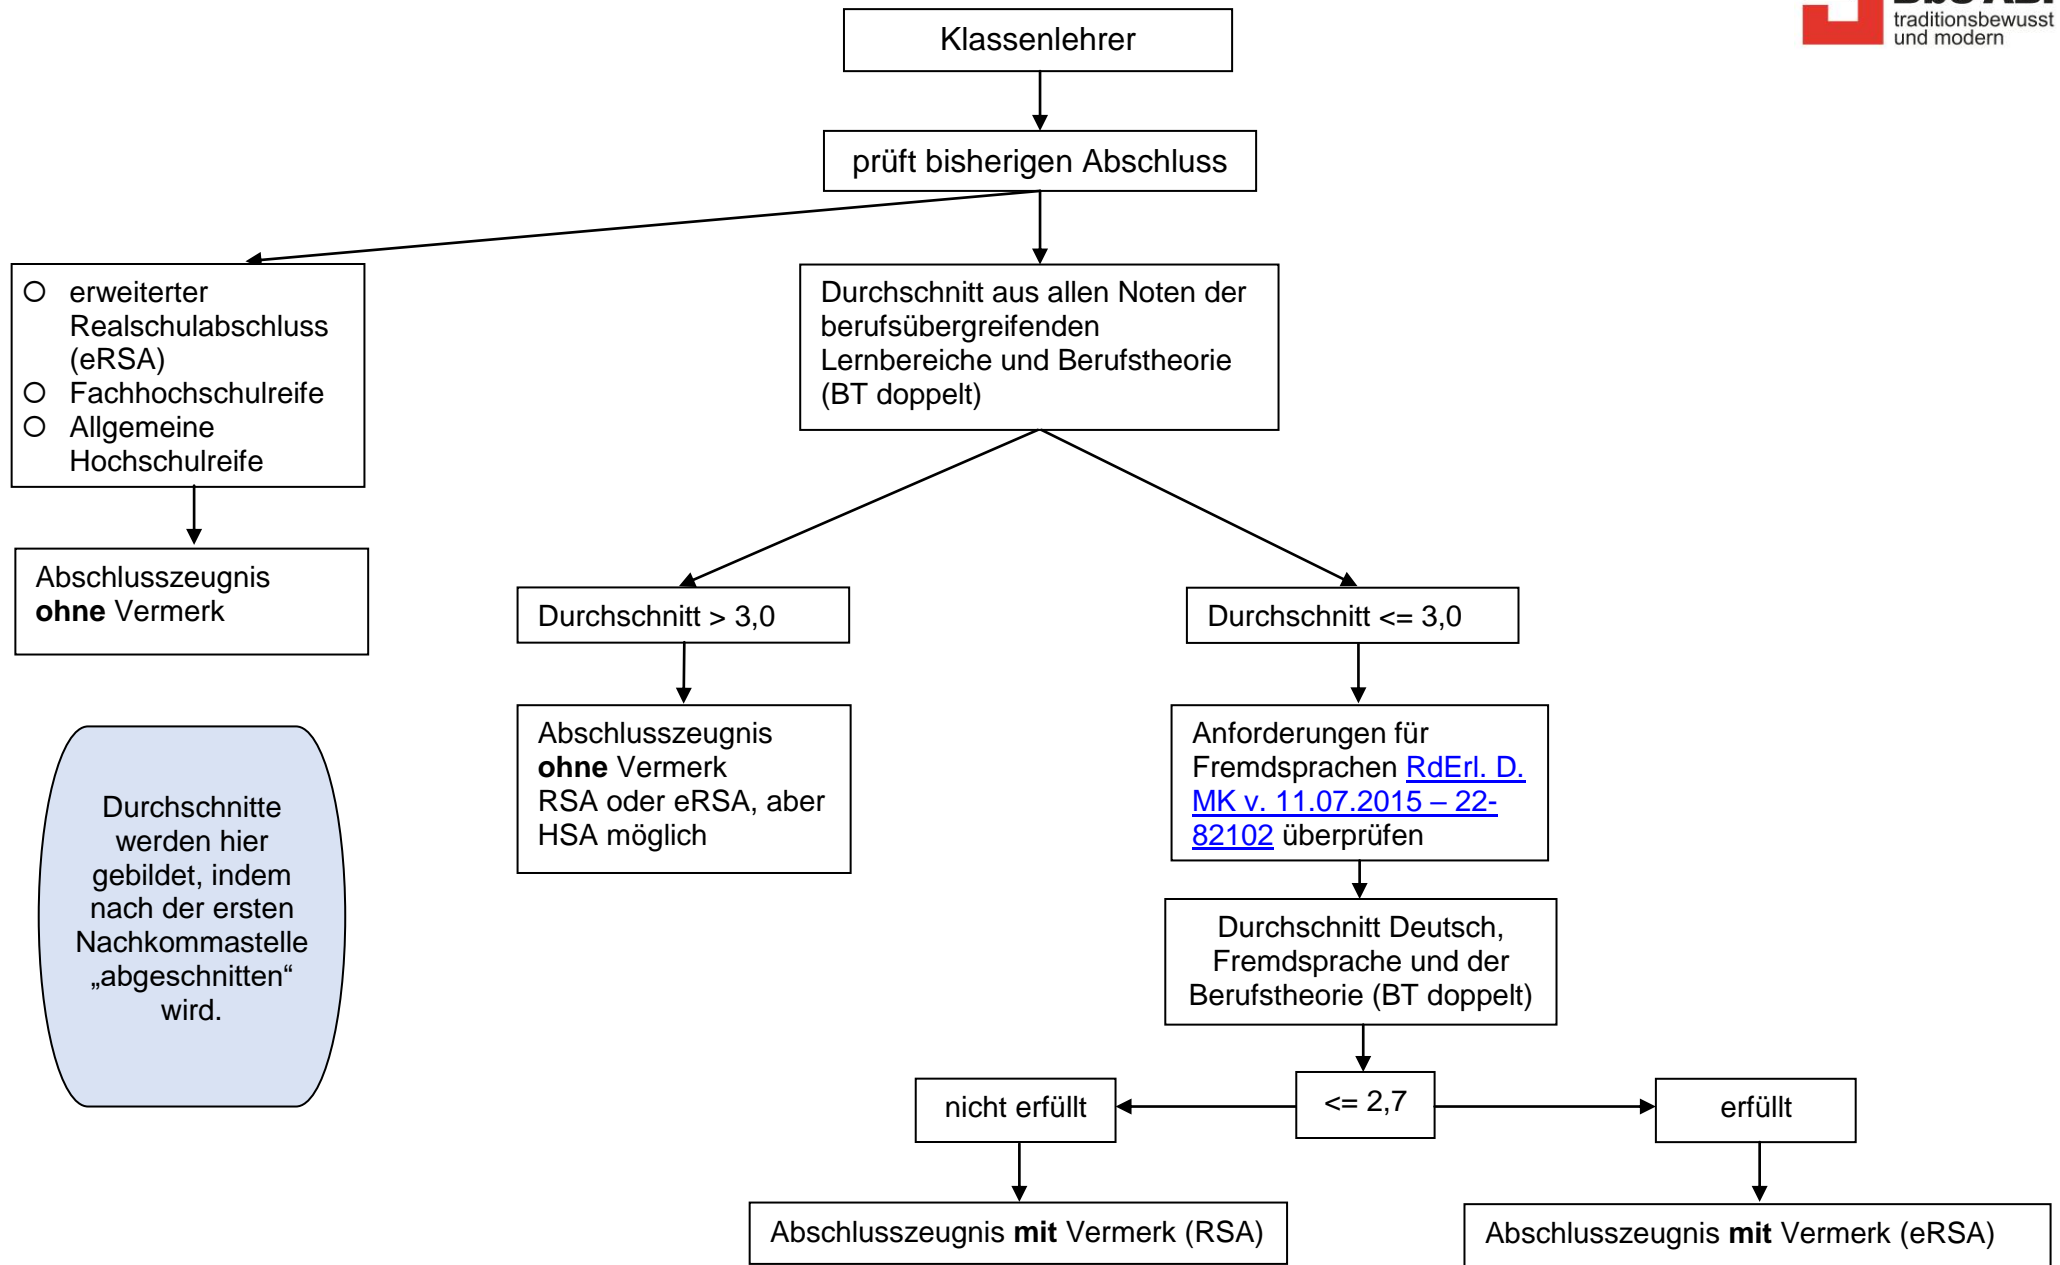 traditionsbewusst
und modern
Klassenlehrer
prüft bisherigen Abschluss
erweiterter
Realschulabschluss
(eRSA)
Fachhochschulreife
Allgemeine
Hochschulreife
Durchschnitt aus allen Noten der
berufsübergreifenden
Lernbereiche und Berufstheorie
(BT doppelt)
Abschlusszeugnis
ohne Vermerk
Durchschnitt > 3,0
Durchschnitt <= 3,0
Abschlusszeugnis
ohne Vermerk
RSA oder eRSA, aber
HSA möglich
Anforderungen für
Fremdsprachen RdErl. D.
MK v. 11.07.2015 – 22-
82102 überprüfen
Durchschnitte
werden hier
gebildet, indem
nach der ersten
Nachkommastelle
„abgeschnitten“
wird.
Durchschnitt Deutsch,
Fremdsprache und der
Berufstheorie (BT doppelt)
nicht erfüllt
<= 2,7
erfüllt
Abschlusszeugnis mit Vermerk (RSA)
Abschlusszeugnis mit Vermerk (eRSA)